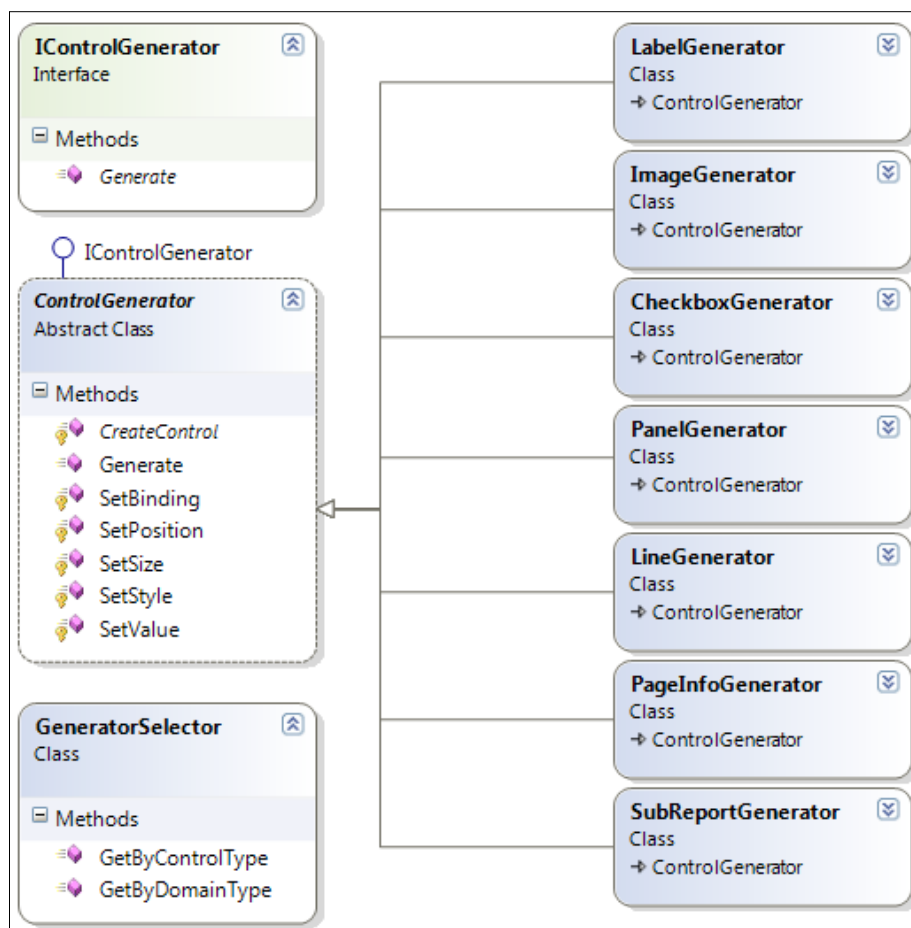 IControlGenerator
Interface
Methods
Generate
IControlGenerator
ControlGenerator
Abstract Class
Methods
CreateControl
Generate
SetBinding
SetPosition
SetSize
SetStyle
SetValue
GeneratorSelector
Class
Methods
GetByControlType
GetByDomainType
LabelGenerator
Class
ControlGenerator
ImageGenerator
Class
ControlGenerator
CheckboxGenerator
Class
ControlGenerator
PanelGenerator
Class
ControlGenerator
LineGenerator
Class
ControlGenerator
PageInfoGenerator
Class
ControlGenerator
SubReportGenerator
Class
ControlGenerator